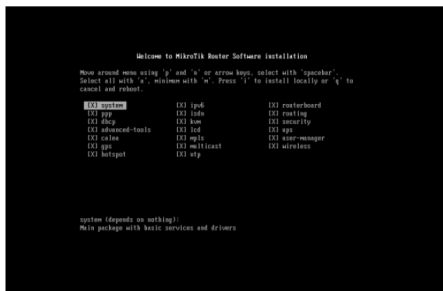 Welcome to MikroTik Router Software installation
Move around menu using 'p' and 'n' or arrow keys, select with 'spacebar'.
Select all with 'a', minimum with 'm'. Press 'i' to install locally or 'q' to
cancel and reboot.
[X] system [X] ipv6 [X] routerboard
[X] ppp [X] isdn [X] routing
[X] dhcp [X] kvm [X] security
[X] advanced-tools [X] lcd [X] ups
[X] calea [X] mpls [X] user-manager
[X] gps [X] multicast [X] wireless
[X] hotspot [X] ntp
system (depends on nothing):
Main package with basic services and drivers